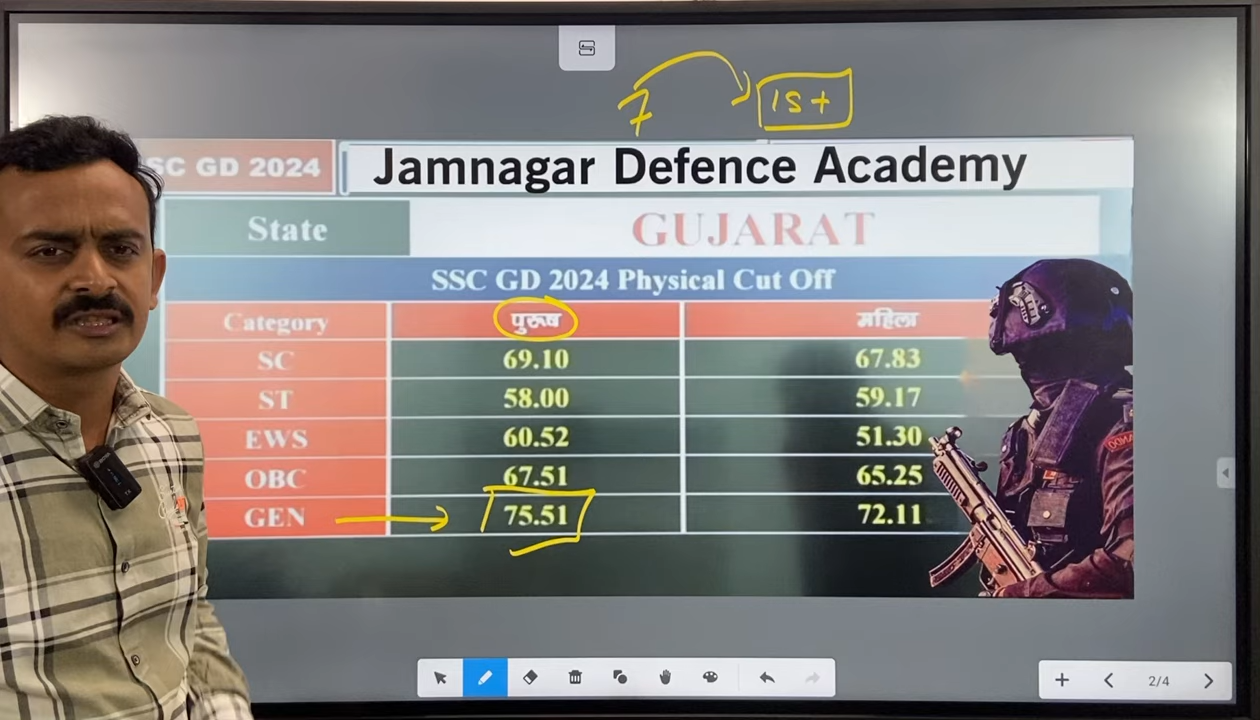 7 15+
SC GD 2024 Jamnagar Defence Academy
State GUJARAT
SSC GD 2024 Physical Cut Off
Category पुरूष महिला
SC 69.10 67.83
ST 58.00 59.17
EWS 60.52 51.30
OBC 67.51 65.25
GEN 75.51 72.11
2/4